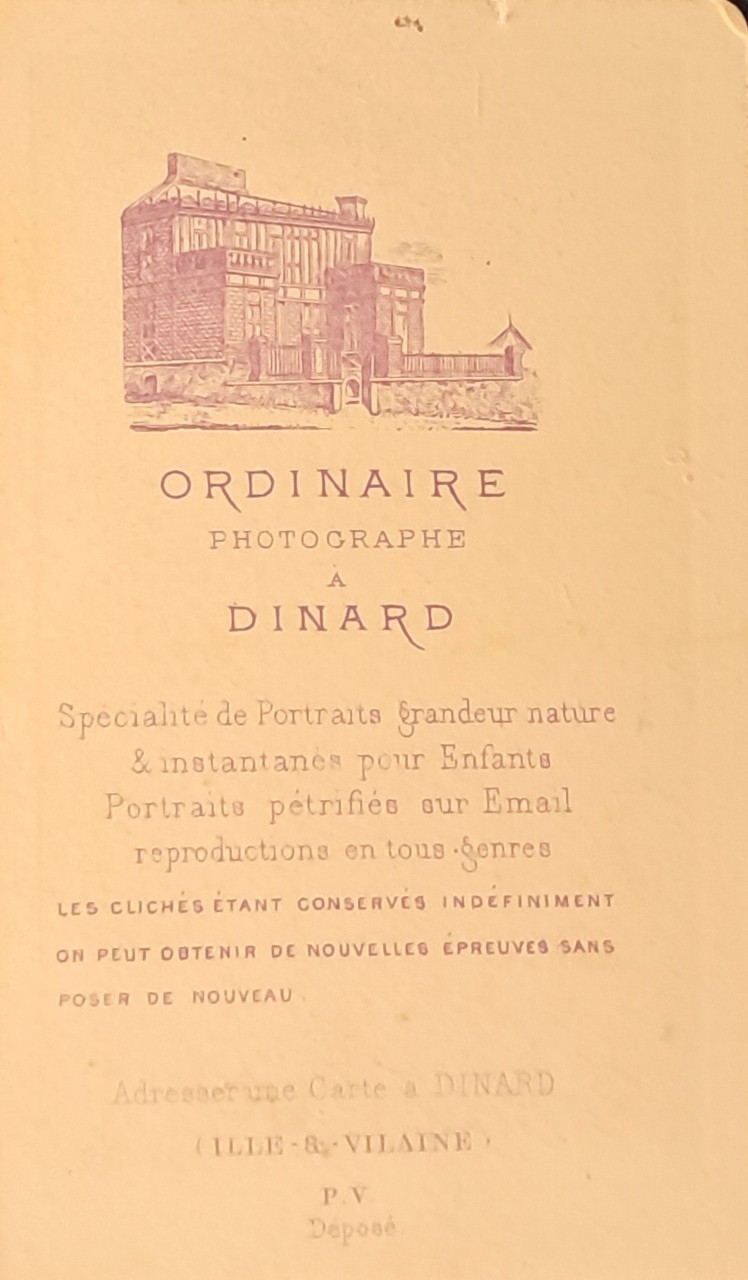 ORDINAIRE
PHOTOGRAPHE
À
DINARD
Spécialité de Portraits grandeur nature
& instantanés pour Enfants
Portraits pétrifiés sur Email
reproductions en tous genres
LES CLICHÉS ÉTANT CONSERVÉS INDÉFINIMENT
ON PEUT OBTENIR DE NOUVELLES ÉPREUVES SANS
POSER DE NOUVEAU.
Adresser une Carte à DINARD
(ILLE-&-VILAINE)
P.V
Déposé